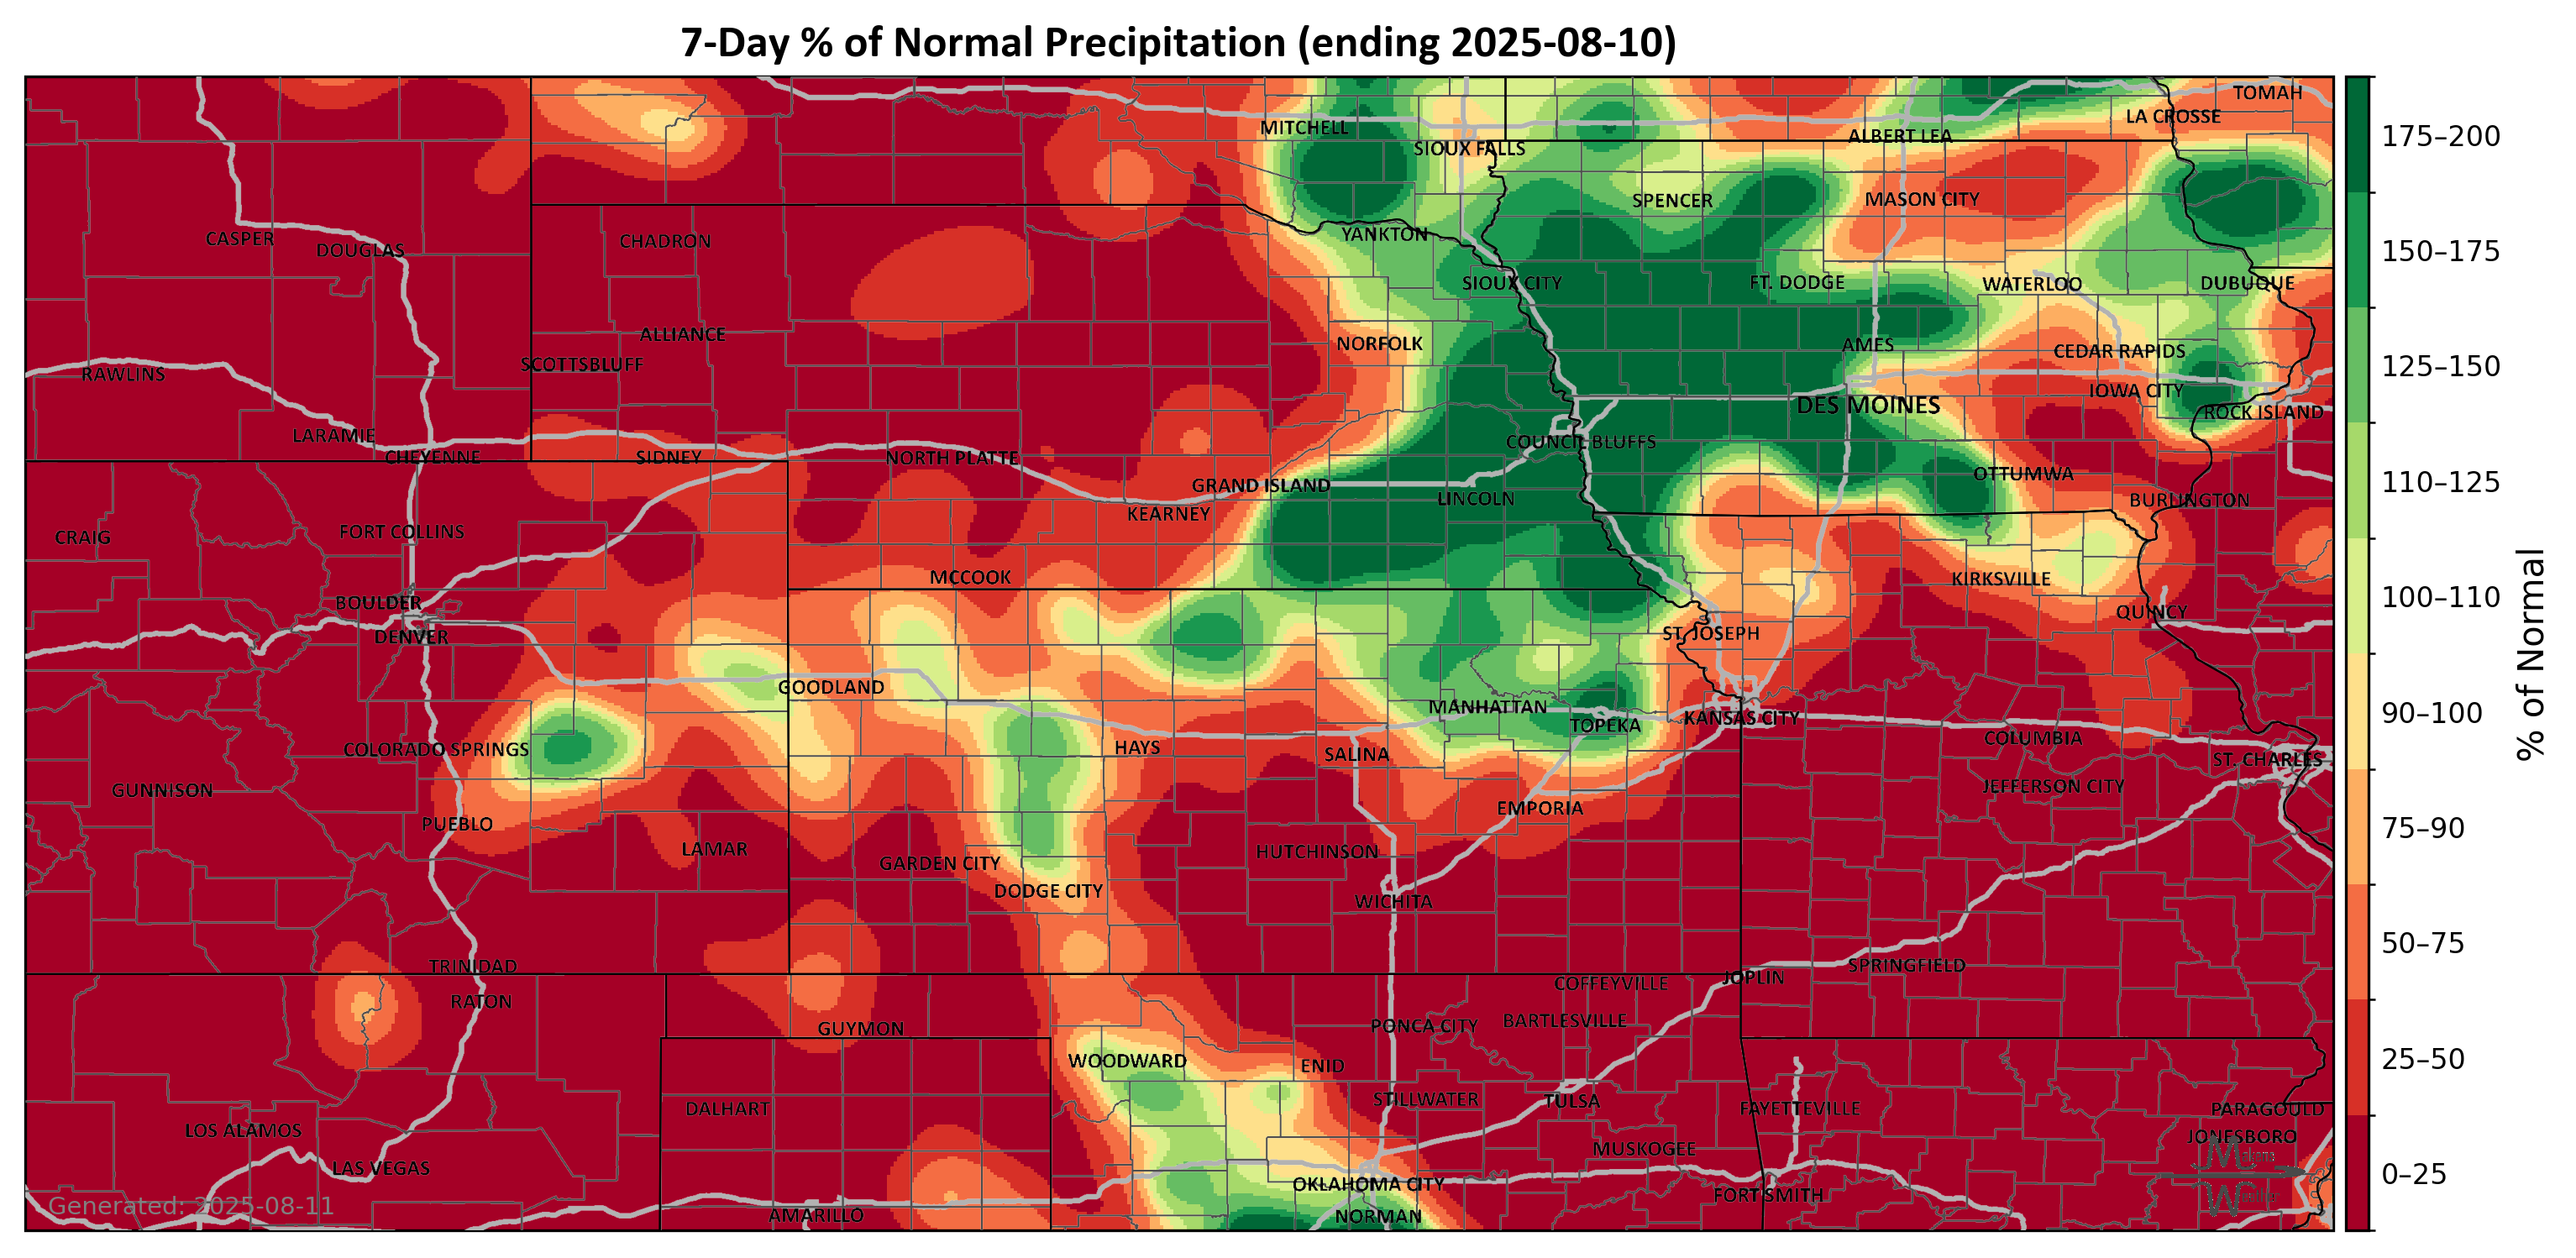 7-Day % of Normal Precipitation (ending 2025-08-10)
TOMAH
LA CROSSE
MITCHELL
ALBERT LEA
SIOUX FALLS
SPENCER
MASON CITY
YANKTON
CASPER
CHADRON
DOUGLAS
SIOUX CITY
FT. DODGE
WATERLOO
DUBUQUE
ALLIANCE
NORFOLK
AMES
CEDAR RAPIDS
SCOTTSBLUFF
RAWLINS
IOWA CITY
DES MOINES
ROCK ISLAND
LARAMIE
COUNCIL BLUFFS
CHEYENNE
SIDNEY
NORTH PLATTE
OTTUMWA
GRAND ISLAND
LINCOLN
BURLINGTON
KEARNEY
FORT COLLINS
CRAIG
MCCOOK
KIRKSVILLE
BOULDER
QUINCY
DENVER
ST. JOSEPH
GOODLAND
MANHATTAN
KANSAS CITY
TOPEKA
COLUMBIA
COLORADO SPRINGS
HAYS
SALINA
ST. CHARLES
GUNNISON
JEFFERSON CITY
EMPORIA
PUEBLO
LAMAR
HUTCHINSON
GARDEN CITY
DODGE CITY
WICHITA
TRINIDAD
SPRINGFIELD
JOPLIN
COFFEYVILLE
RATON
BARTLESVILLE
PONCA CITY
GUYMON
WOODWARD
ENID
STILLWATER
TULSA
DALHART
FAYETTEVILLE
PARAGOULD
LOS ALAMOS
JONESBORO
MUSKOGEE
LAS VEGAS
OKLAHOMA CITY
FORT SMITH
AMARILLO
NORMAN
Generated: 2025-08-11
175–200
150–175
125–150
110–125
100–110
90–100
75–90
50–75
25–50
0–25
% of Normal